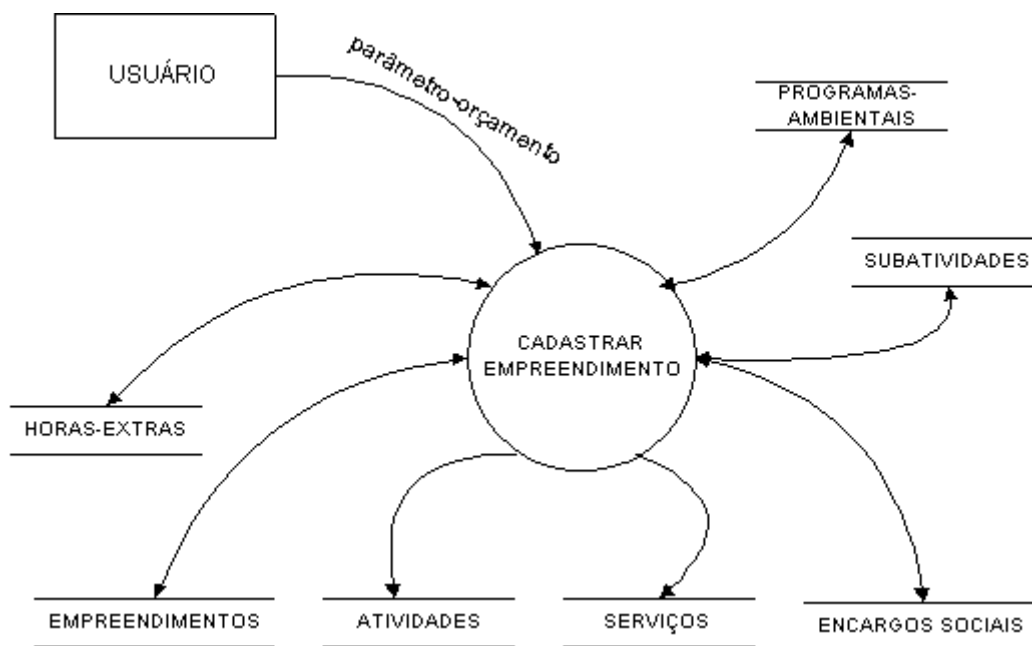 USUÁRIO
parâmetro-orçamento
PROGRAMAS-
AMBIENTAIS
SUBATIVIDADES
CADASTRAR
EMPREENDIMENTO
HORAS-EXTRAS
EMPREENDIMENTOS
ATIVIDADES
SERVIÇOS
ENCARGOS SOCIAIS